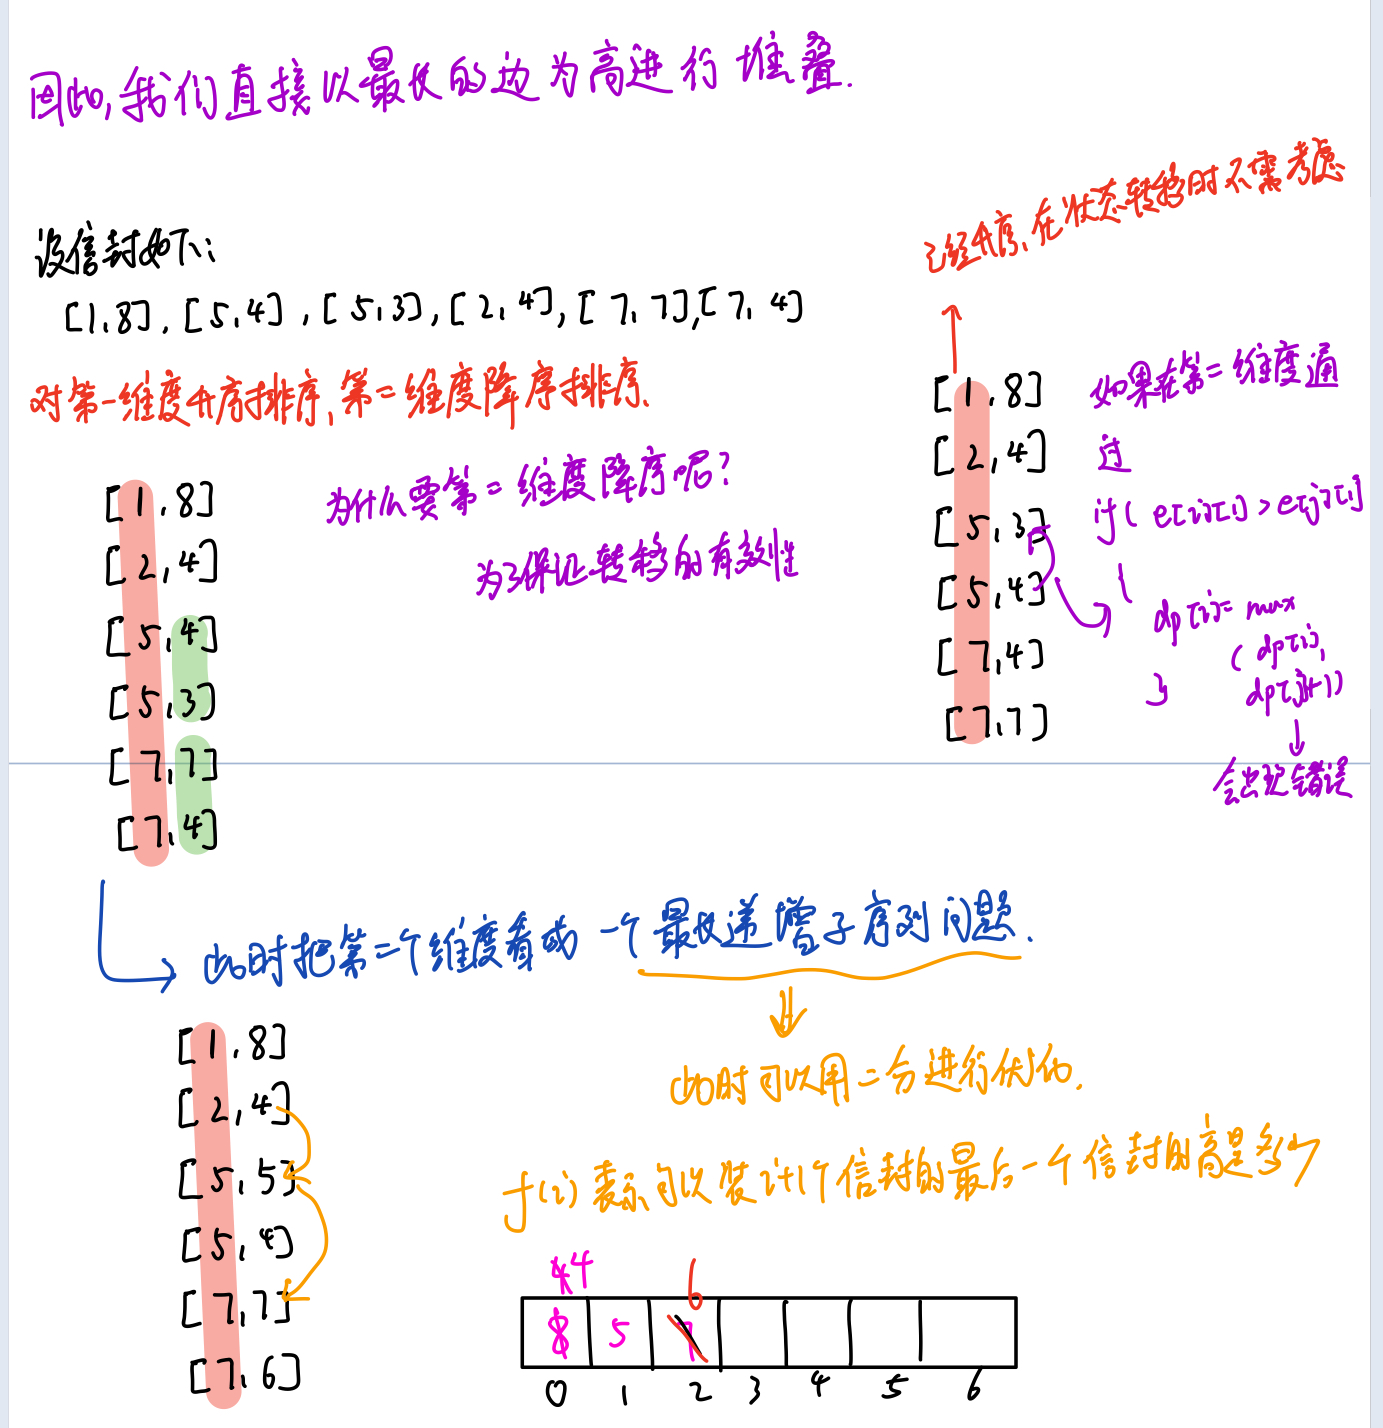 因此,我们直接以最长的边为高进行堆叠.
设信封如下:
[1,8], [5,4], [5,3], [2,4], [7,7], [7,4]
对第一维度升序排序,第二维度降序排序.
[1,8]
[2,4]
[5,4]
[5,3]
[7,7]
[7,4]
为什么要第二维度降序呢?
为了保证转移的有效性
已经升序,在状态转移时不需考虑
[1,8]
[2,4]
[5,3]
[5,4]
[7,4]
[7,7]
如果在第二维度通
过
if( e[i][1] > e[j][1]
{
dp[i]= max
( dp[i],
dp[j]+1)
}
会出现错误
此时把第二个维度看成 一个最长递增子序列问题.
此时可以用二分进行优化.
f(i) 表示可以装i+1个信封的最后一个信封的高是多少
[1,8]
[2,4]
[5,5]
[5,4]
[7,7]
[7,6]
4 4 6
8 5 7
0 1 2 3 4 5 6